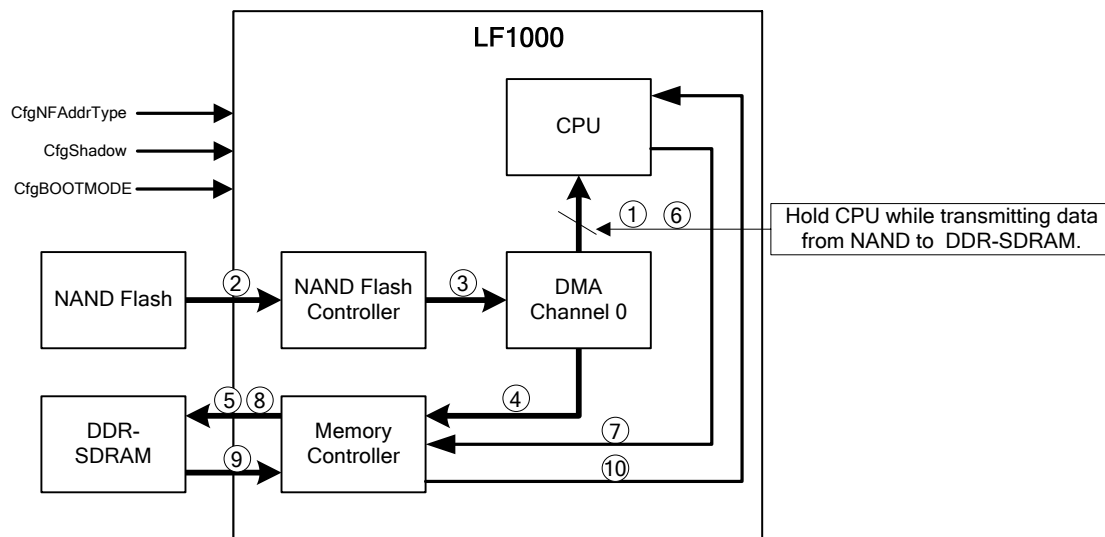 LF1000
CfgNFAddrType
CfgShadow
CfgBOOTMODE
CPU
① ⑥
Hold CPU while transmitting data
from NAND to DDR-SDRAM.
NAND Flash
②
NAND Flash
Controller
③
DMA
Channel 0
⑤ ⑧
④
DDR-
SDRAM
⑨
Memory
Controller
⑦
⑩